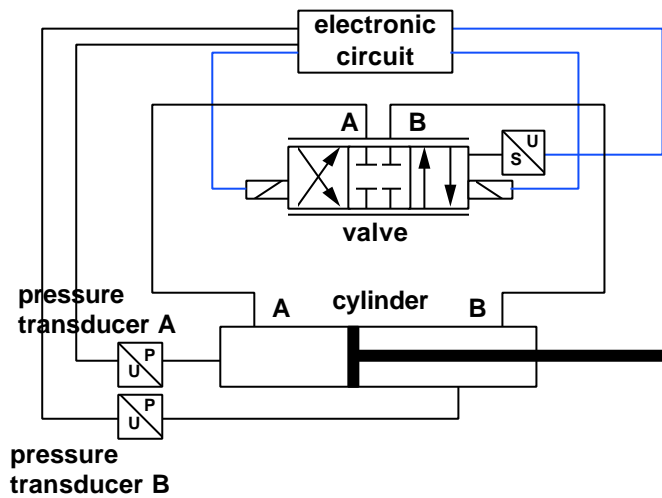 electronic
circuit
A B
U
S
valve
pressure
transducer A
A cylinder B
P
U
P
U
pressure
transducer B